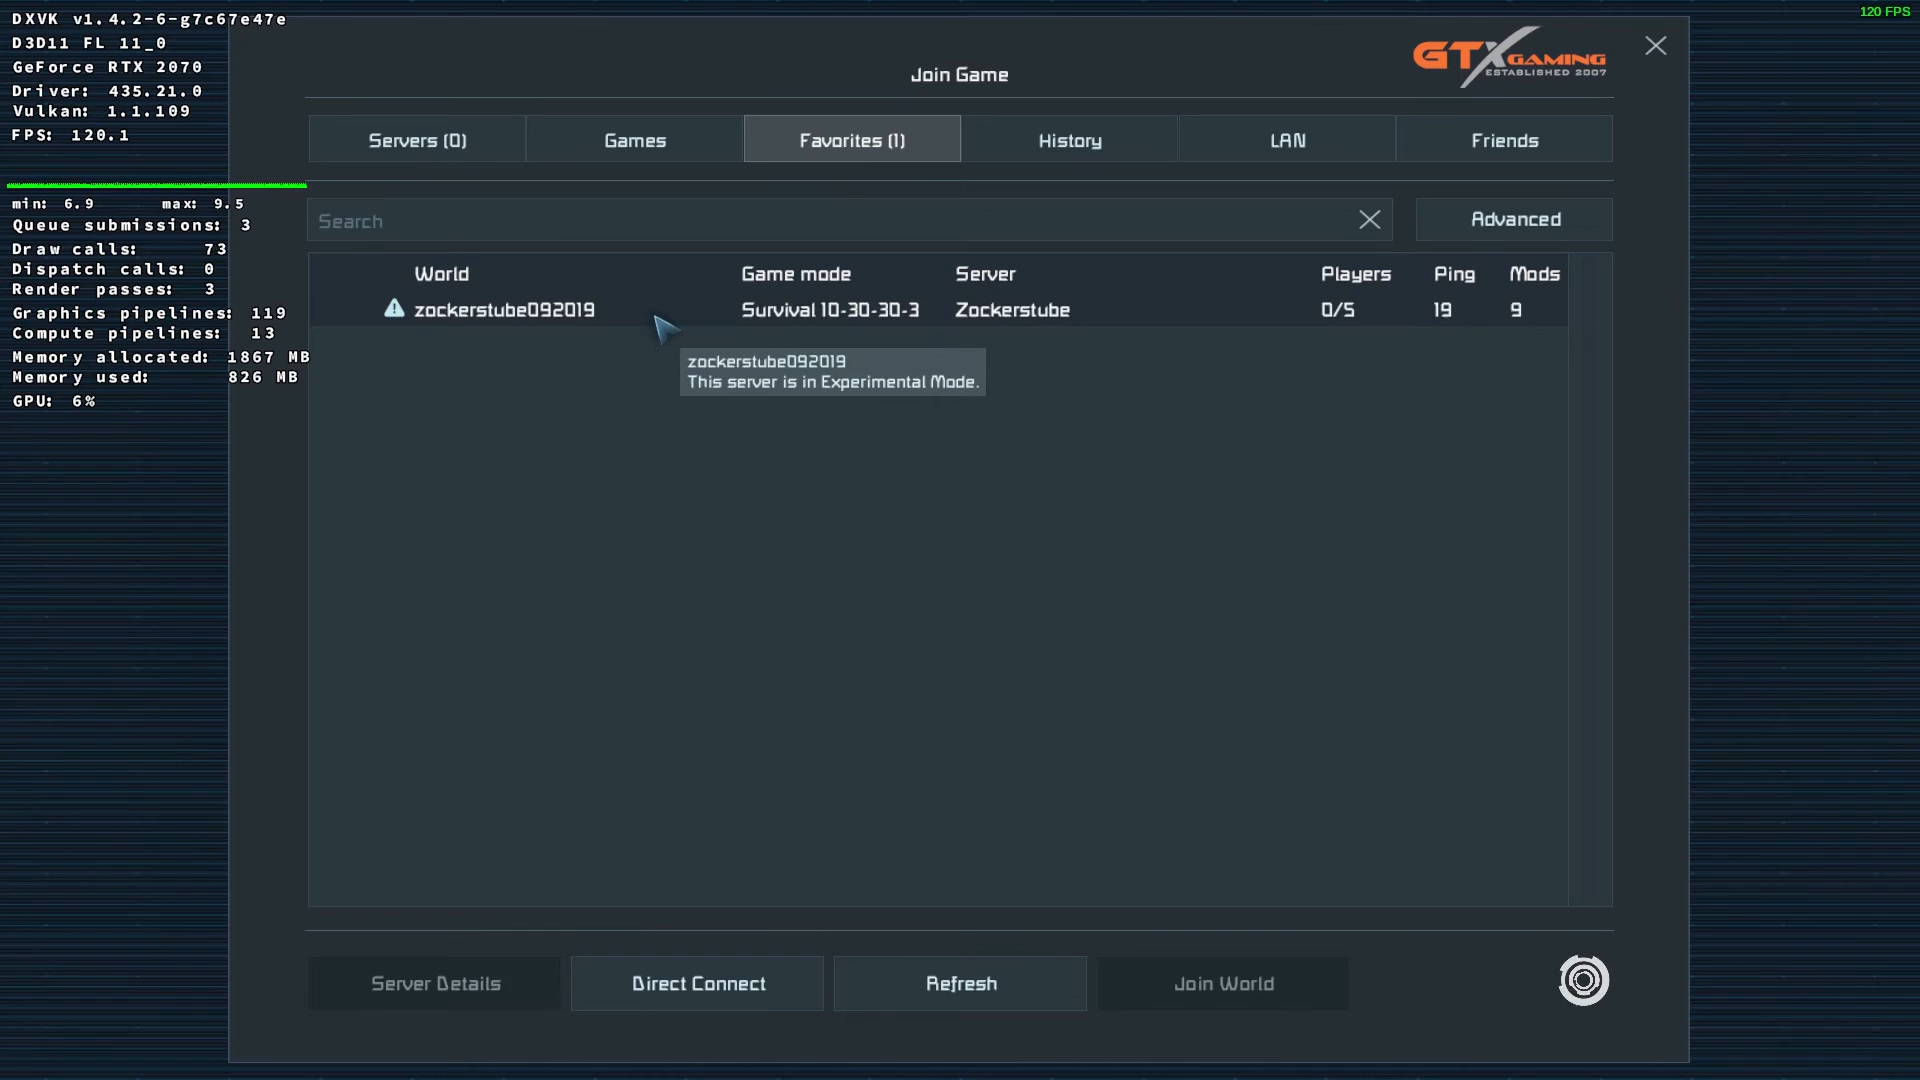 DXVK v1.4.2-6-g7c67e47e
D3D11 FL 11_0
GeForce RTX 2070
Driver: 435.21.0
Vulkan: 1.1.109
FPS: 120.1
min: 6.9 max: 9.5
Queue submissions: 3
Draw calls: 73
Dispatch calls: 0
Render passes: 3
Graphics pipelines: 119
Compute pipelines: 13
Memory allocated: 1867 MB
Memory used: 826 MB
GPU: 6%
120 FPS
GTX GAMING
ESTABLISHED 2007
Join Game
Servers (0) Games Favorites (1) History LAN Friends
Search Advanced
World Game mode Server Players Ping Mods
zockerstube092019 Survival 10-30-30-3 Zockerstube 0/5 19 9
zockerstube092019
This server is in Experimental Mode.
Server Details Direct Connect Refresh Join World